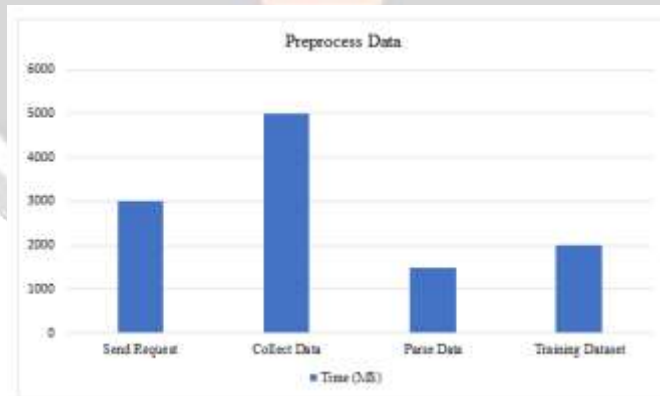 Preprocess Data
6000
5000
4000
3000
2000
1000
0
Send Request Collect Data Parse Data Training Dataset
Time (MS)